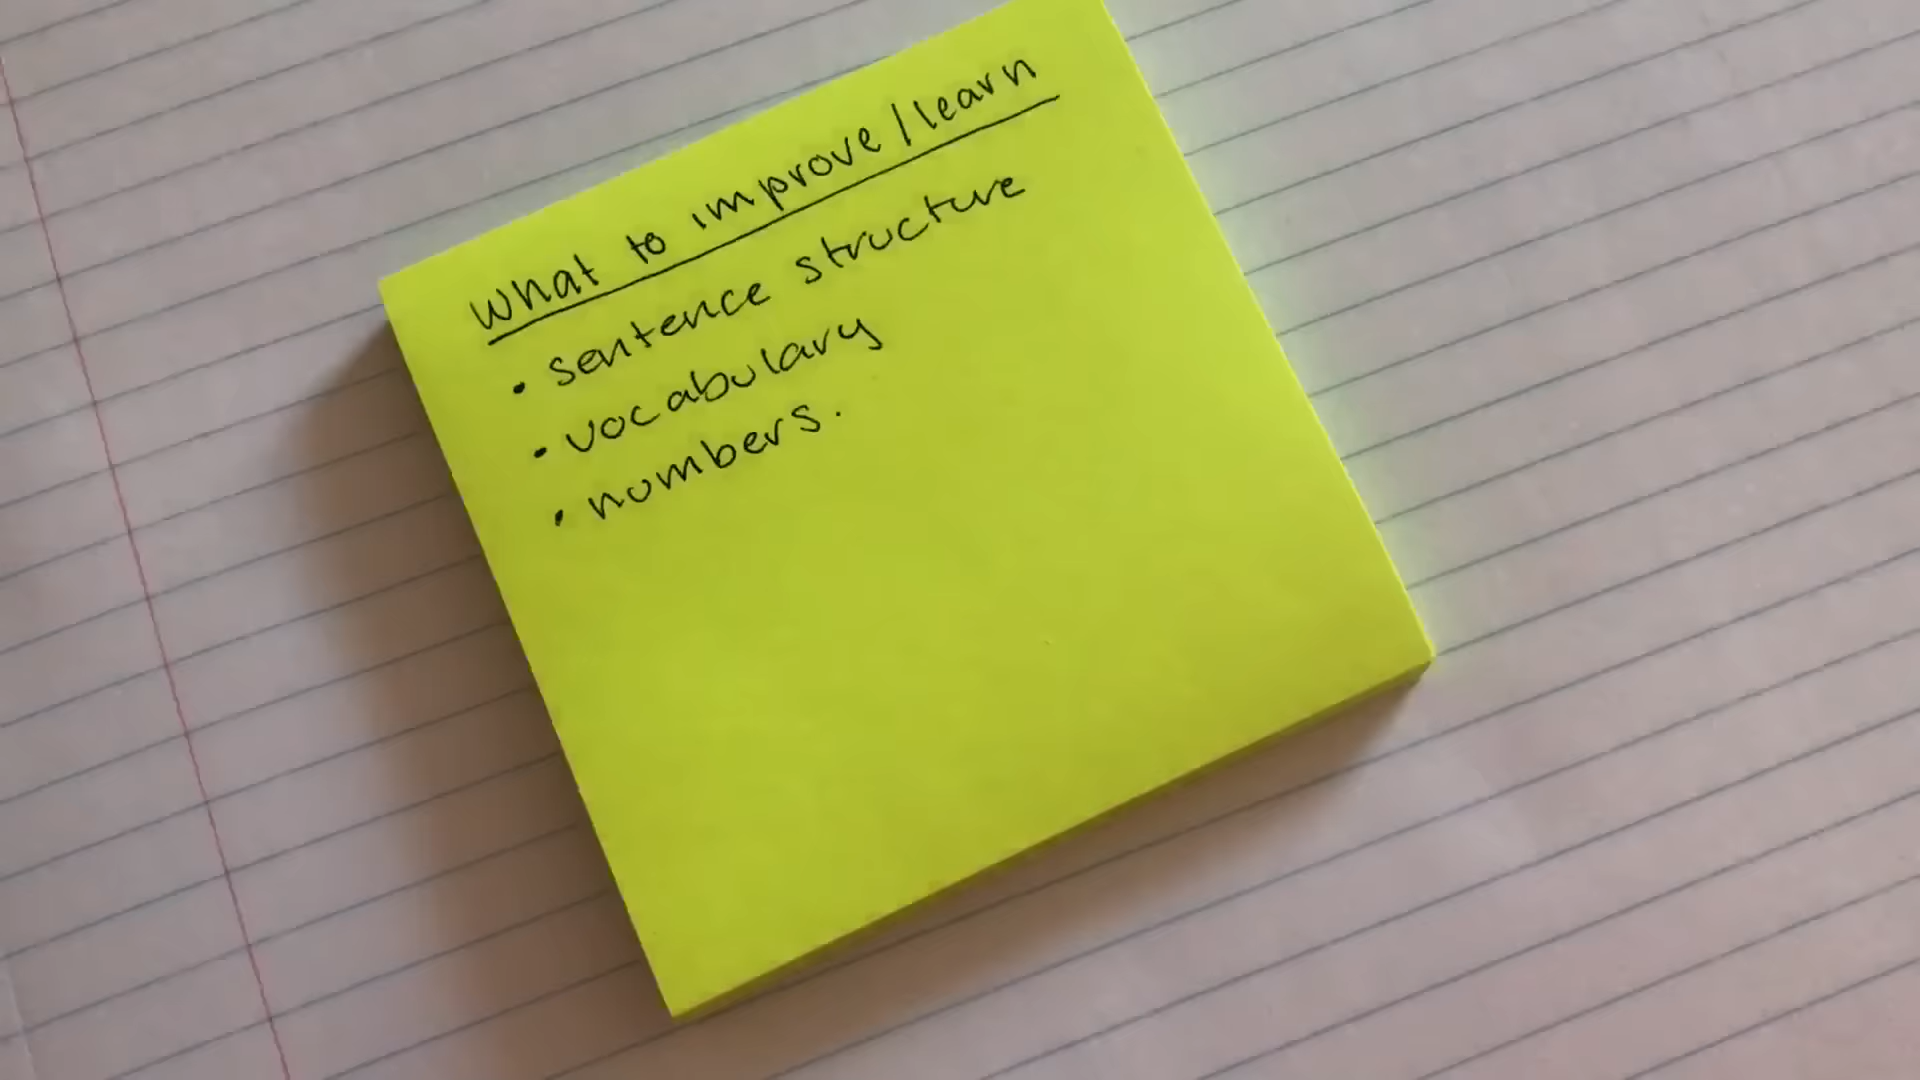 What to improve/learn
• sentence structure
• vocabulary
• numbers.